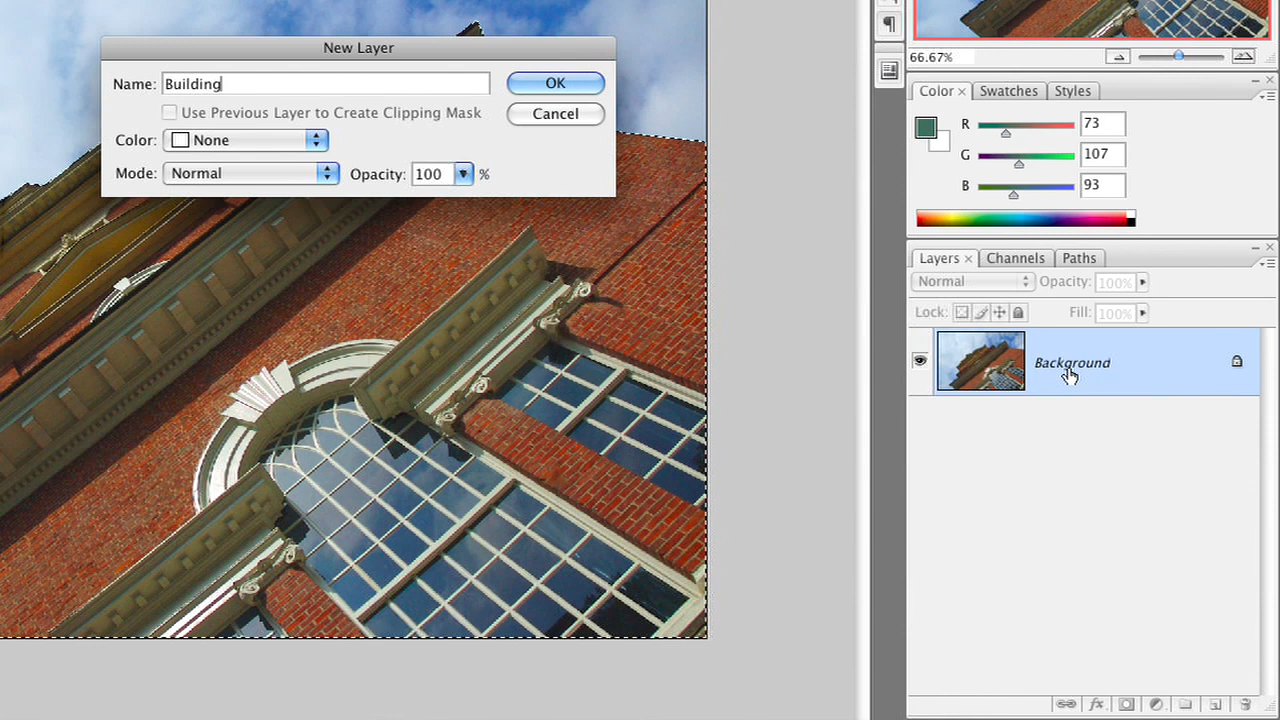 New Layer
Name: Building
OK
Use Previous Layer to Create Clipping Mask
Cancel
Color: None
Mode: Normal
Opacity: 100 %
66.67%
Color × Swatches Styles
R 73
G 107
B 93
Layers × Channels Paths
Normal Opacity: 100%
Lock: Fill: 100%
Background
fx